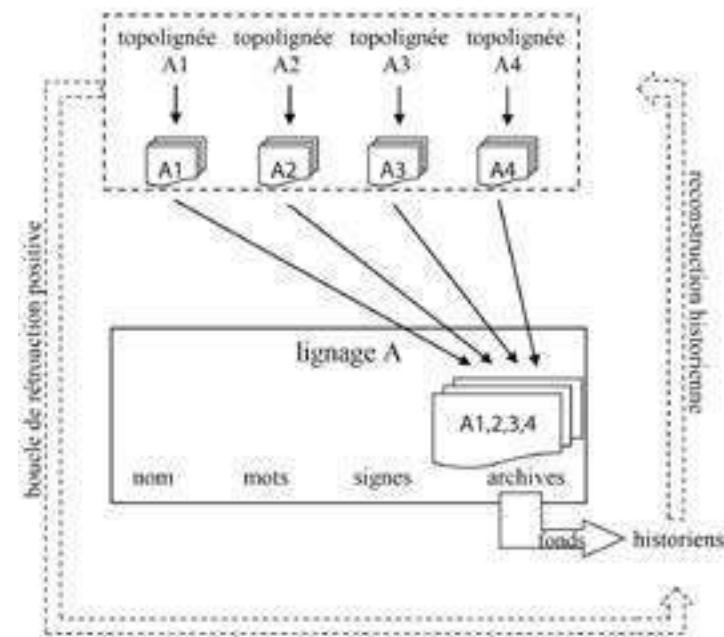 topolignée topolignée topolignée topolignée
A1 A2 A3 A4
A1 A2 A3 A4
boucle de rétroaction positive
reconstruction historienne
lignage A
A1,2,3,4
nom mots signes archives
fonds historiens